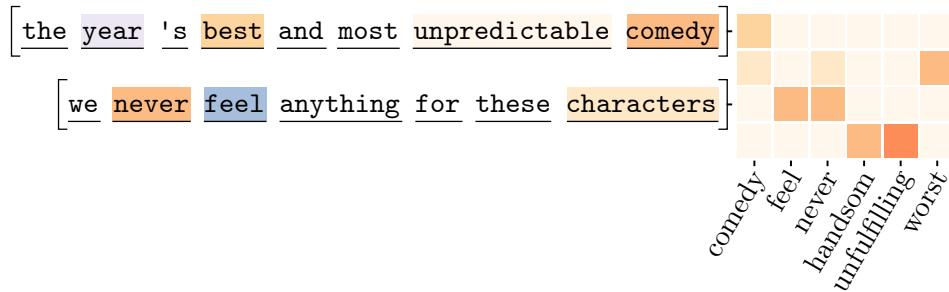 [the year 's best and most unpredictable comedy]
[we never feel anything for these characters]
comedy
feel
never
handsom
unfulfilling
worst